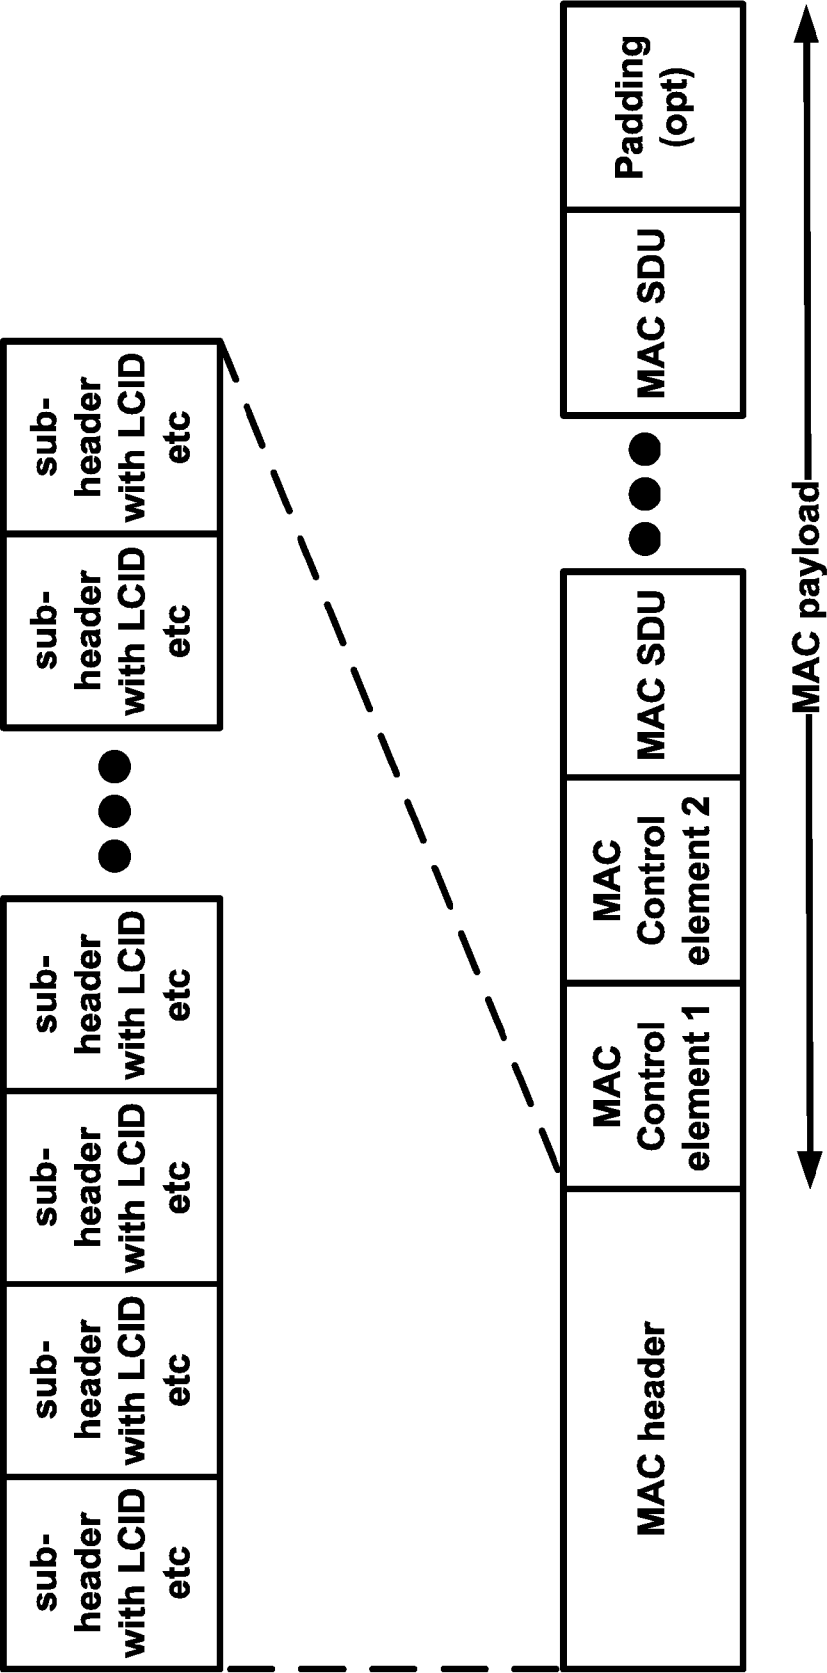 sub-
header
with LCID
etc
sub-
header
with LCID
etc
sub-
header
with LCID
etc
sub-
header
with LCID
etc
sub-
header
with LCID
etc
sub-
header
with LCID
etc
MAC header
MAC
Control
element 1
MAC
Control
element 2
MAC SDU
MAC SDU
Padding
(opt)
MAC payload